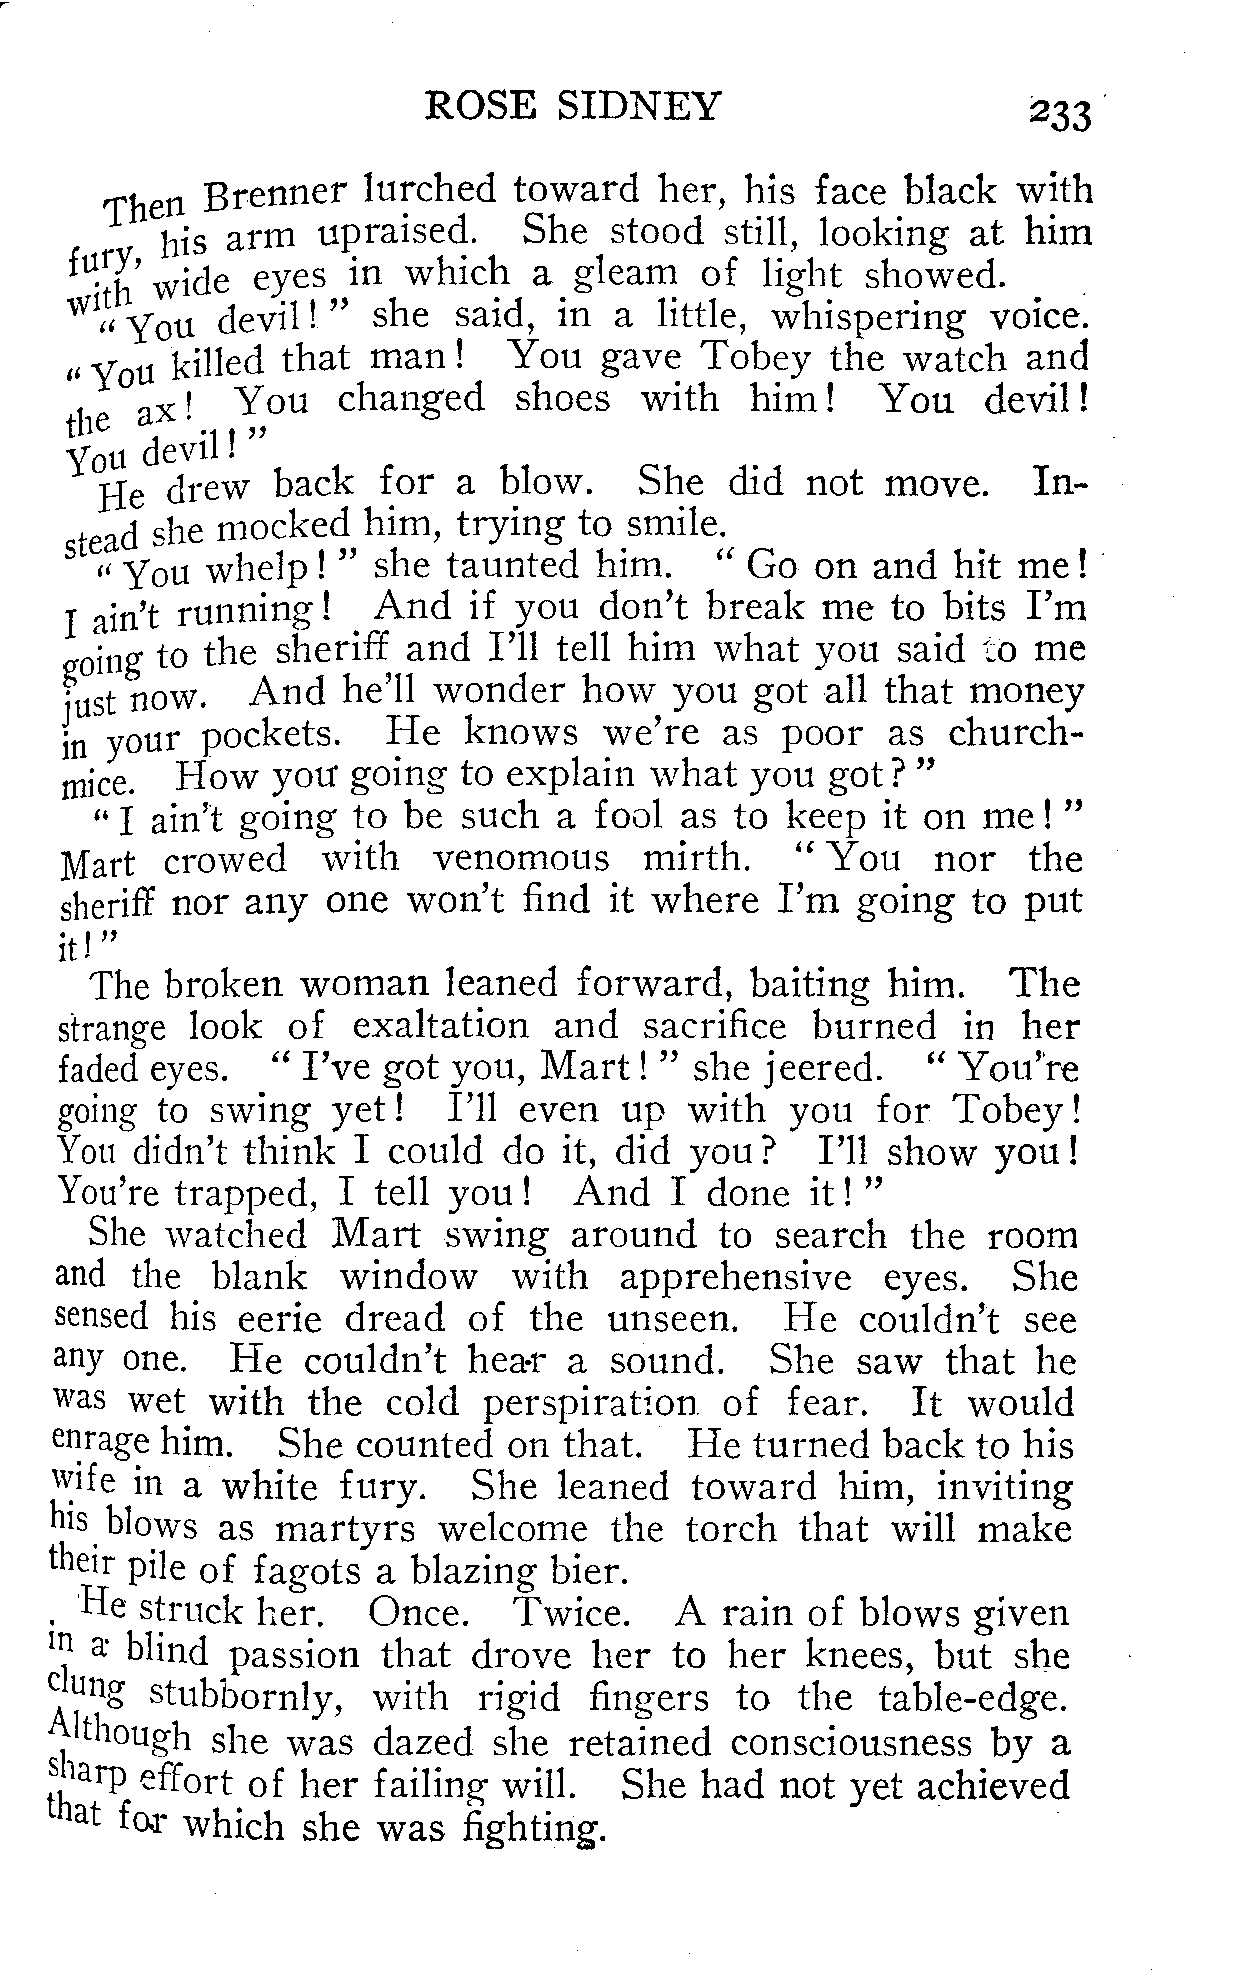 ROSE SIDNEY 233
Then Brenner lurched toward her, his face black with
fury, his arm upraised. She stood still, looking at him
with wide eyes in which a gleam of light showed.
" You devil! " she said, in a little, whispering voice.
" You killed that man! You gave Tobey the watch and
the ax! You changed shoes with him! You devil!
You devil! "
He drew back for a blow. She did not move. In-
stead she mocked him, trying to smile.
" You whelp! " she taunted him. " Go on and hit me!
I ain't running! And if you don't break me to bits I'm
going to the sheriff and I'll tell him what you said to me
just now. And he'll wonder how you got all that money
in your pockets. He knows we're as poor as church-
mice. How you going to explain what you got? "
" I ain't going to be such a fool as to keep it on me! "
Mart crowed with venomous mirth. " You nor the
sheriff nor any one won't find it where I'm going to put
it! "
The broken woman leaned forward, baiting him. The
strange look of exaltation and sacrifice burned in her
faded eyes. " I've got you, Mart! " she jeered. " You're
going to swing yet! I'll even up with you for Tobey!
You didn't think I could do it, did you? I'll show you!
You're trapped, I tell you! And I done it! "
She watched Mart swing around to search the room
and the blank window with apprehensive eyes. She
sensed his eerie dread of the unseen. He couldn't see
any one. He couldn't hear a sound. She saw that he
was wet with the cold perspiration of fear. It would
enrage him. She counted on that. He turned back to his
wife in a white fury. She leaned toward him, inviting
his blows as martyrs welcome the torch that will make
their pile of fagots a blazing bier.
He struck her. Once. Twice. A rain of blows given
in a blind passion that drove her to her knees, but she
clung stubbornly, with rigid fingers to the table-edge.
Although she was dazed she retained consciousness by a
sharp effort of her failing will. She had not yet achieved
that for which she was fighting.